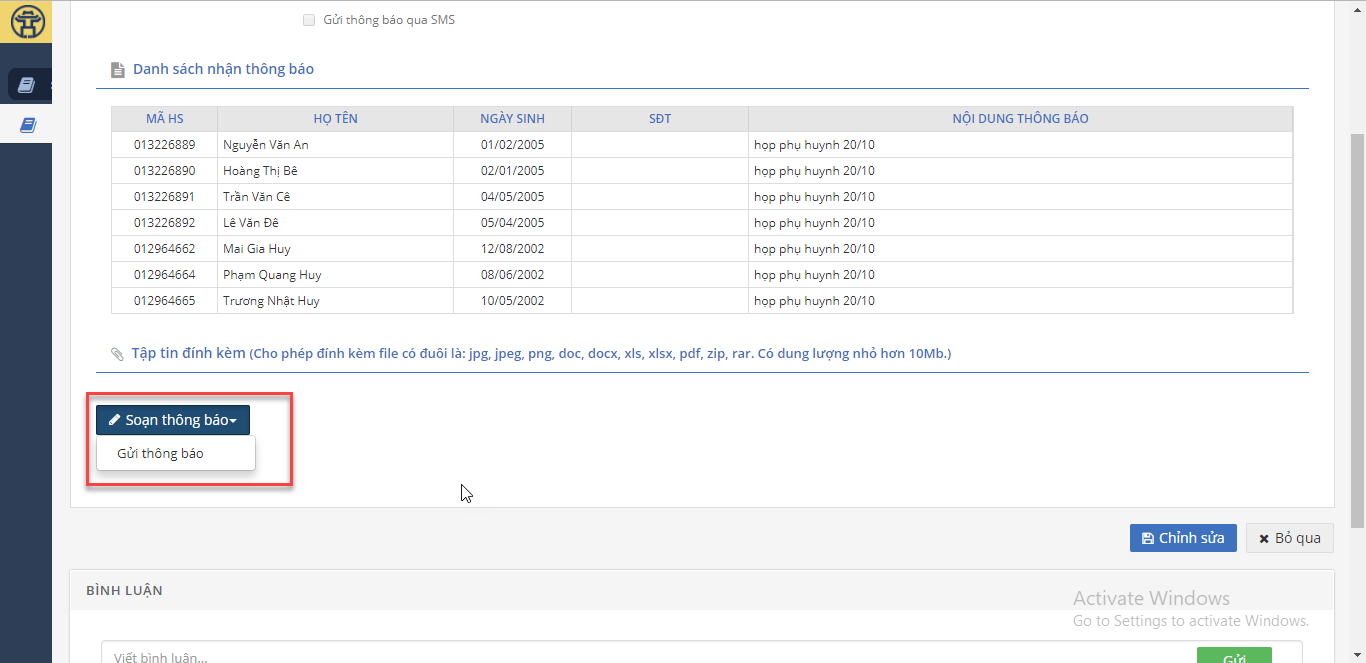 Gửi thông báo qua SMS
Danh sách nhận thông báo
MÃ HS HỌ TÊN NGÀY SINH SĐT NỘI DUNG THÔNG BÁO
013226889 Nguyễn Văn An 01/02/2005 họp phụ huynh 20/10
013226890 Hoàng Thị Bê 02/01/2005 họp phụ huynh 20/10
013226891 Trần Văn Cê 04/05/2005 họp phụ huynh 20/10
013226892 Lê Văn Đê 05/04/2005 họp phụ huynh 20/10
012964662 Mai Gia Huy 12/08/2002 họp phụ huynh 20/10
012964664 Phạm Quang Huy 08/06/2002 họp phụ huynh 20/10
012964665 Trương Nhật Huy 10/05/2002 họp phụ huynh 20/10
Tập tin đính kèm (Cho phép đính kèm file có đuôi là: jpg, jpeg, png, doc, docx, xls, xlsx, pdf, zip, rar. Có dung lượng nhỏ hơn 10Mb.)
Soạn thông báo
Gửi thông báo
Chỉnh sửa Bỏ qua
BÌNH LUẬN
Activate Windows
Go to Settings to activate Windows.
Viết bình luận...
Gửi